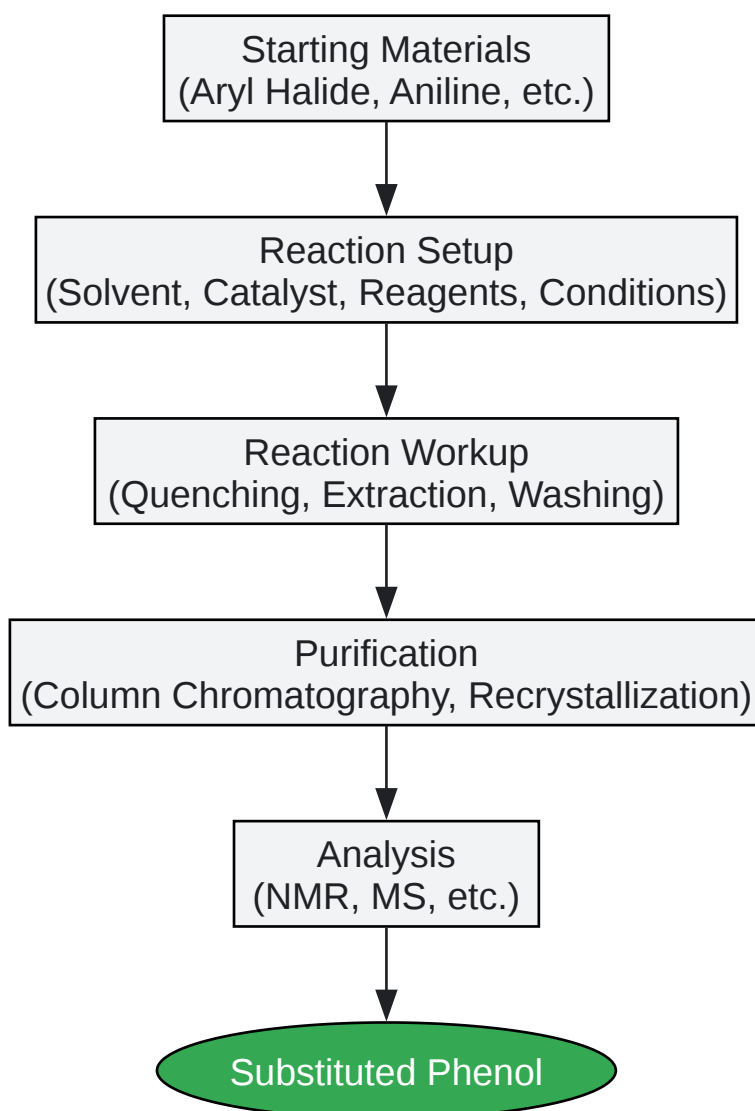 Starting Materials
(Aryl Halide, Aniline, etc.)
Reaction Setup
(Solvent, Catalyst, Reagents, Conditions)
Reaction Workup
(Quenching, Extraction, Washing)
Purification
(Column Chromatography, Recrystallization)
Analysis
(NMR, MS, etc.)
Substituted Phenol